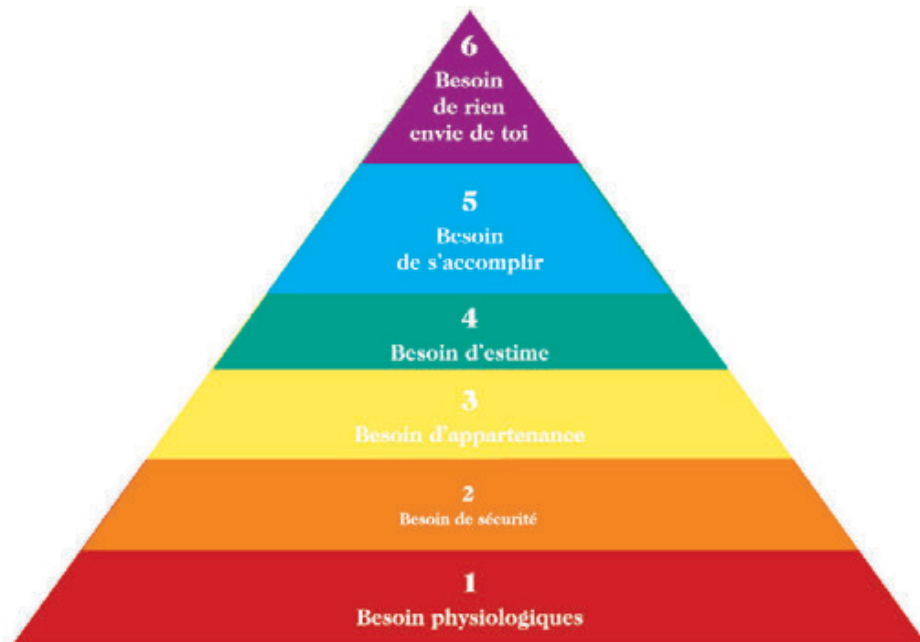 6
Besoin
de rien
envie de toi
5
Besoin
de s'accomplir
4
Besoin d'estime
3
Besoin d'appartenance
2
Besoin de sécurité
1
Besoin physiologiques